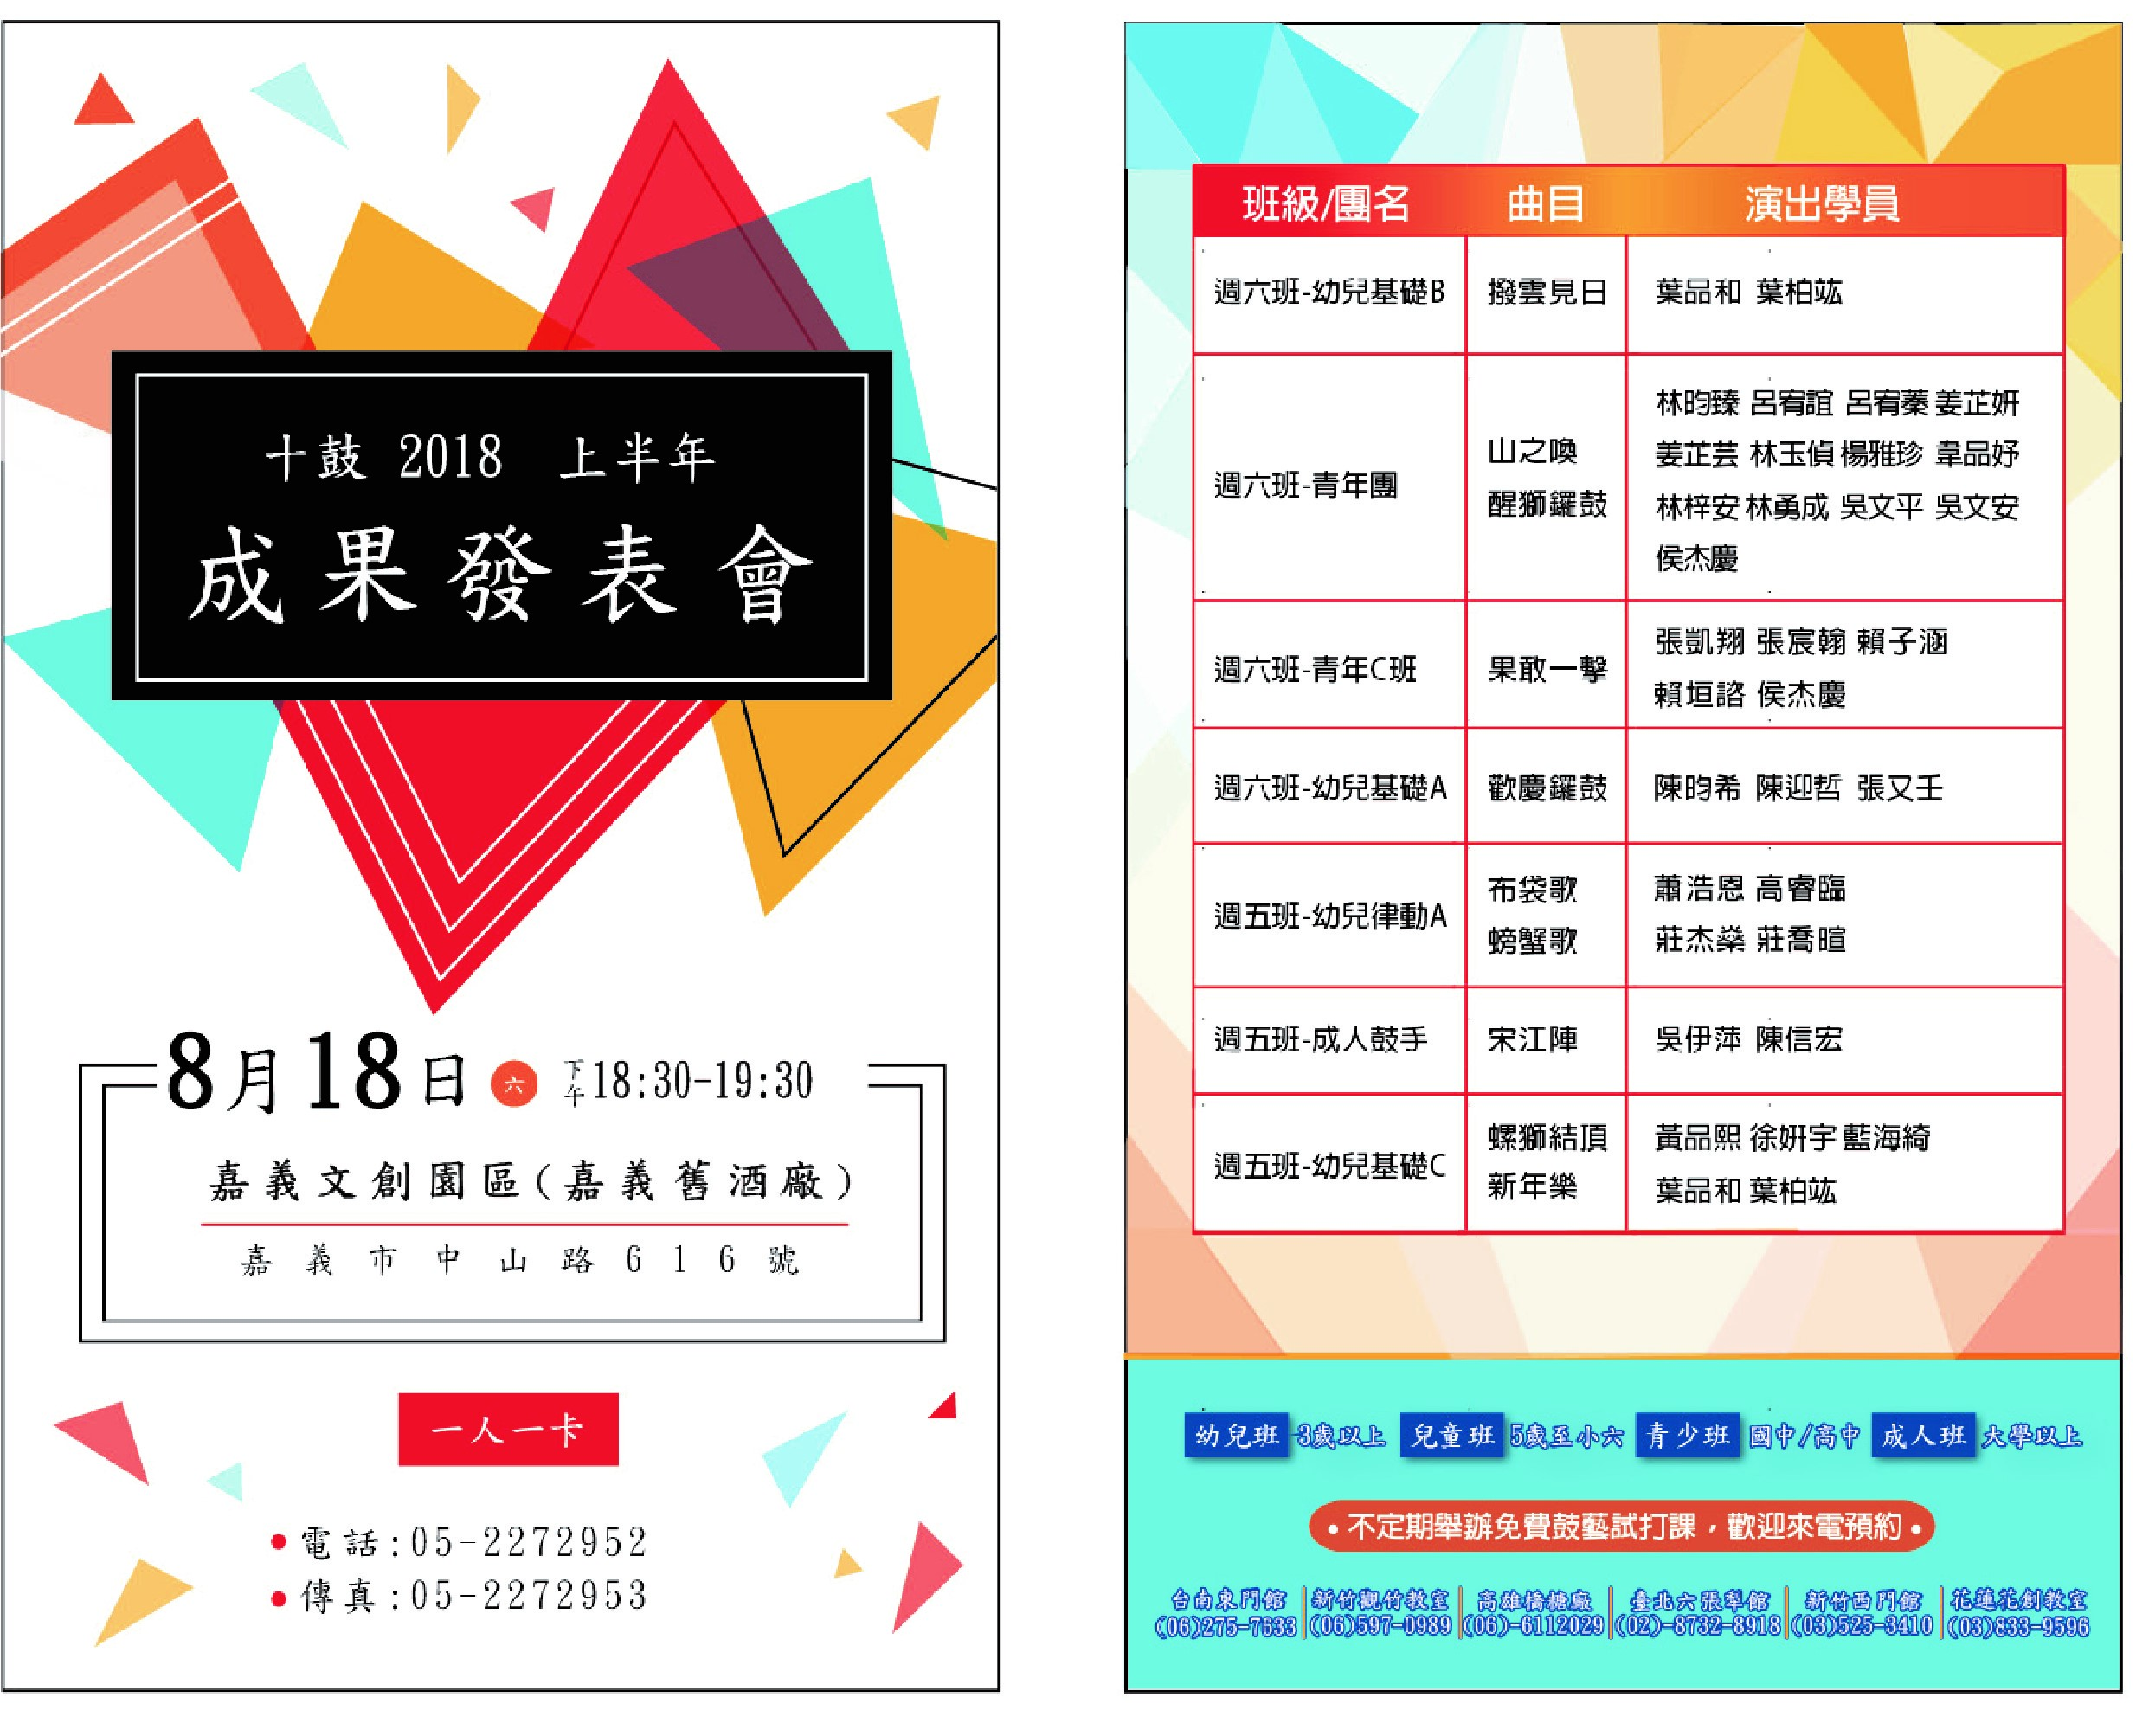 十鼓 2018 上半年
成果發表會
8月18日 六 下午18:30-19:30
嘉義文創園區(嘉義舊酒廠)
嘉義市中山路616號
一人一卡
電話:05-2272952
傳真:05-2272953
班級/團名 曲目 演出學員
週六班-幼兒基礎B 撥雲見日 葉品和 葉柏竑
週六班-青年團
山之喚
醒獅鑼鼓
林昀臻 呂宥誼 呂宥蓁 姜芷妍
姜芷芸 林玉偵 楊雅珍 韋品妤
林梓安 林勇成 吳文平 吳文安
侯杰慶
週六班-青年C班 果敢一擊
張凱翔 張宸翰 賴子涵
賴垣諮 侯杰慶
週六班-幼兒基礎A 歡慶鑼鼓 陳昀希 陳迎哲 張又壬
週五班-幼兒律動A
布袋歌
螃蟹歌
蕭浩恩 高睿臨
莊杰燊 莊喬暄
週五班-成人鼓手 宋江陣 吳伊萍 陳信宏
週五班-幼兒基礎C
螺獅結頂
新年樂
黃品熙 徐妍宇 藍海綺
葉品和 葉柏竑
幼兒班-3歲以上 兒童班 5歲至小六 青少班 國中/高中 成人班 大學以上
•不定期舉辦免費鼓藝試打課，歡迎來電預約•
台南東門館 新竹觀竹教室 高雄橋糖廠 臺北六張犁館 新竹西門館 花蓮花創教室
(06)275-7633 (06)597-0989 (06)-6112029 (02)-8732-8918 (03)525-3410 (03)833-9596